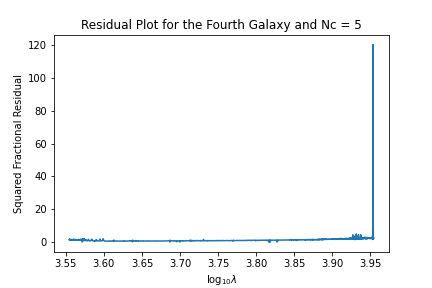 Residual Plot for the Fourth Galaxy and Nc = 5
Squared Fractional Residual
120
100
80
60
40
20
0
3.55 3.60 3.65 3.70 3.75 3.80 3.85 3.90 3.95
log₁₀λ